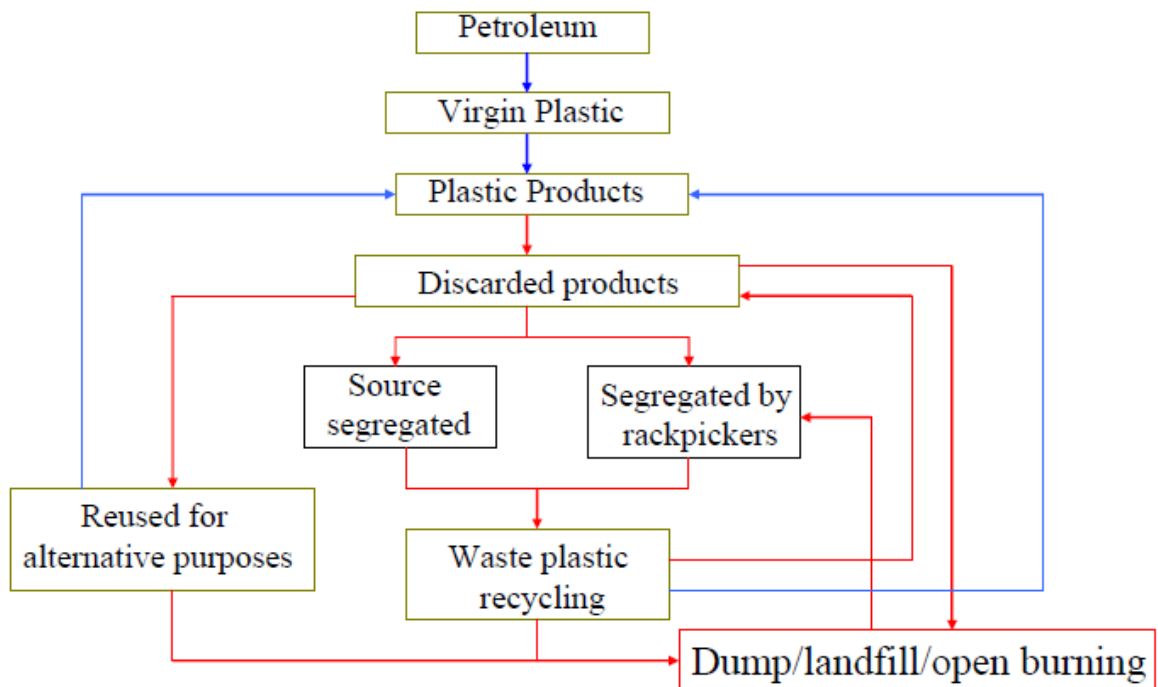 Petroleum
Virgin Plastic
Plastic Products
Discarded products
Source
segregated
Segregated by
rackpickers
Reused for
alternative purposes
Waste plastic
recycling
Dump/landfill/open burning